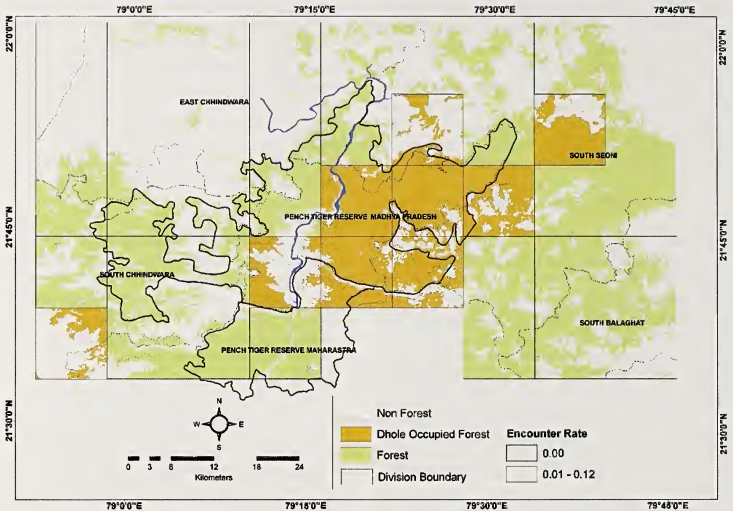 79°0'0"E 79°15'0"E 79°30'0"E 79°45'0"E
22°0'0"N 22°0'0"N
EAST CHHINDWARA
SOUTH SEONI
PENCH TIGER RESERVE MADHYA PRADESH
21°45'0"N 21°45'0"N
SOUTH CHHINDWARA
SOUTH BALAGHAT
PENCH TIGER RESERVE MAHARASTRA
21°30'0"N 21°30'0"N
N
W E
S
Non Forest
Dhole Occupied Forest
Forest
Division Boundary
Encounter Rate
0.00
0.01 - 0.12
0 3 6 12 18 24
Kilometers
79°0'0"E 79°15'0"E 79°30'0"E 79°45'0"E